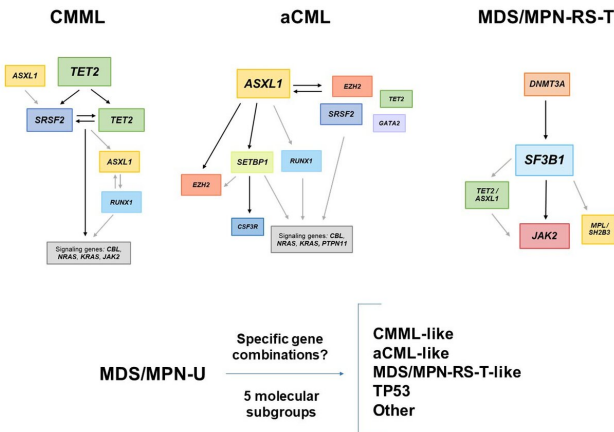 CMML
ASXL1
TET2
SRSF2
TET2
ASXL1
RUNX1
Signaling genes: CBL,
NRAS, KRAS, JAK2
aCML
ASXL1
EZH2
SRSF2
TET2
GATA2
SETBP1
RUNX1
EZH2
CSF3R
Signaling genes: CBL,
NRAS, KRAS, PTPN11
MDS/MPN-RS-T
DNMT3A
SF3B1
TET2 /
ASXL1
JAK2
MPL/
SH2B3
MDS/MPN-U
Specific gene
combinations?
5 molecular
subgroups
CMML-like
aCML-like
MDS/MPN-RS-T-like
TP53
Other